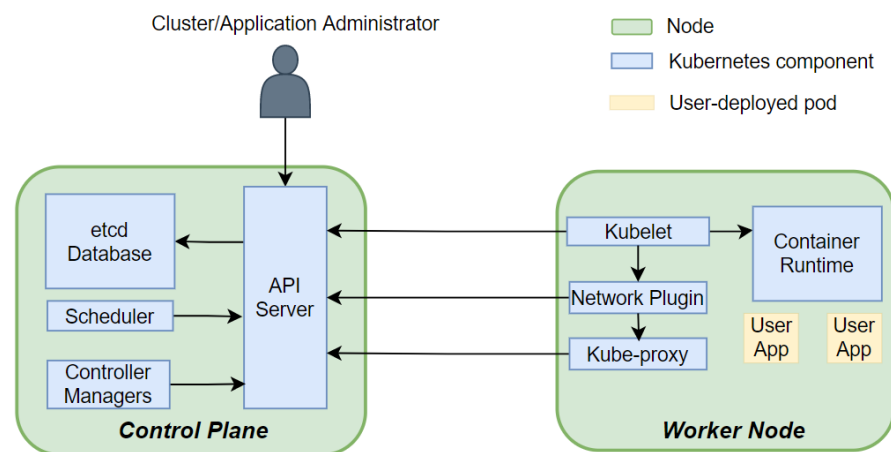 Cluster/Application Administrator
Node
Kubernetes component
User-deployed pod
etcd
Database
Scheduler
Controller
Managers
API
Server
Control Plane
Kubelet
Network Plugin
Kube-proxy
Container
Runtime
User
App
User
App
Worker Node